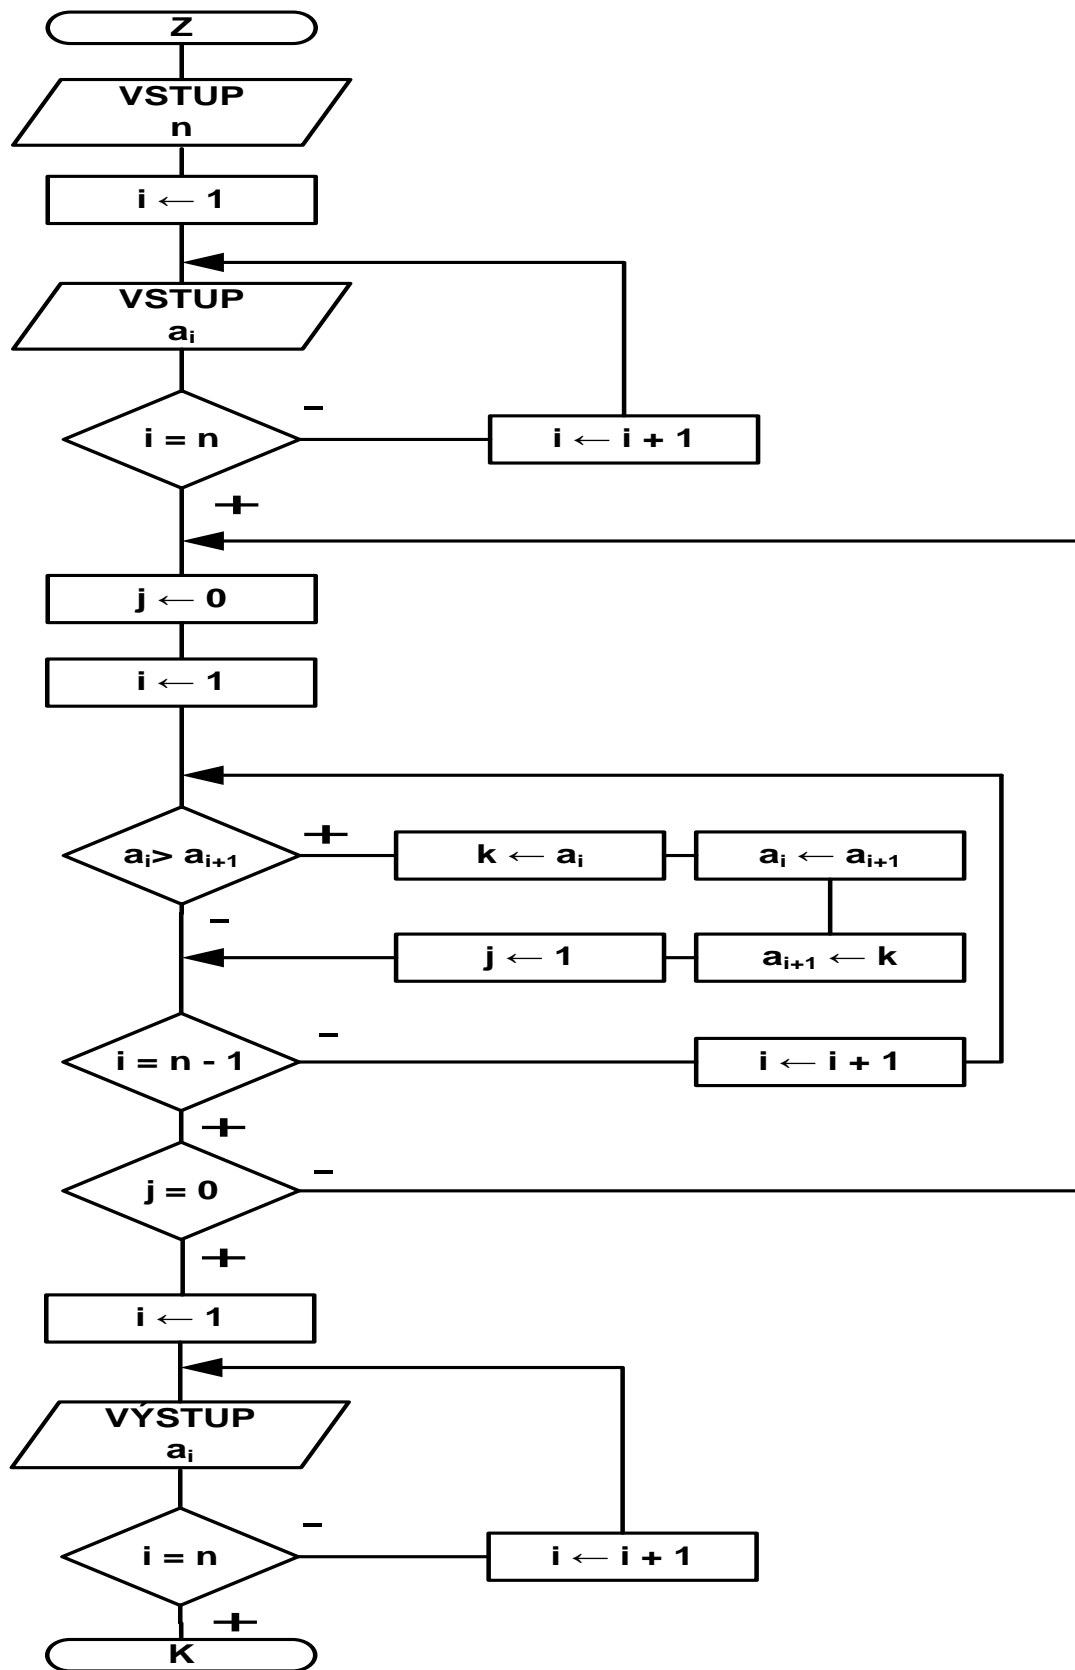 Z
VSTUP
n
i ← 1
VSTUP
aᵢ
i = n
–
i ← i + 1
+
j ← 0
i ← 1
aᵢ> aᵢ₊₁
+
k ← aᵢ
aᵢ ← aᵢ₊₁
–
j ← 1
aᵢ₊₁ ← k
i = n - 1
–
i ← i + 1
+
j = 0
–
+
i ← 1
VÝSTUP
aᵢ
i = n
–
i ← i + 1
+
K